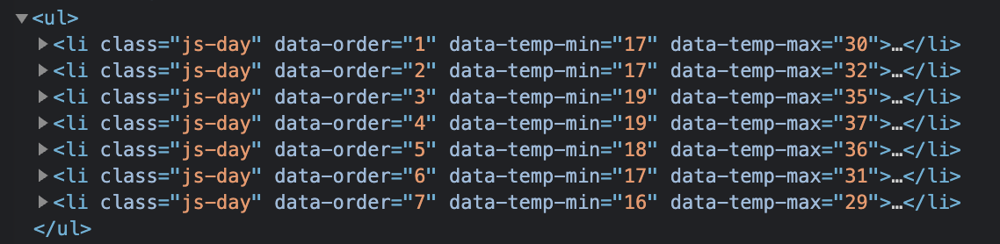 <ul>
<li class="js-day" data-order="1" data-temp-min="17" data-temp-max="30">…</li>
<li class="js-day" data-order="2" data-temp-min="17" data-temp-max="32">…</li>
<li class="js-day" data-order="3" data-temp-min="19" data-temp-max="35">…</li>
<li class="js-day" data-order="4" data-temp-min="19" data-temp-max="37">…</li>
<li class="js-day" data-order="5" data-temp-min="18" data-temp-max="36">…</li>
<li class="js-day" data-order="6" data-temp-min="17" data-temp-max="31">…</li>
<li class="js-day" data-order="7" data-temp-min="16" data-temp-max="29">…</li>
</ul>